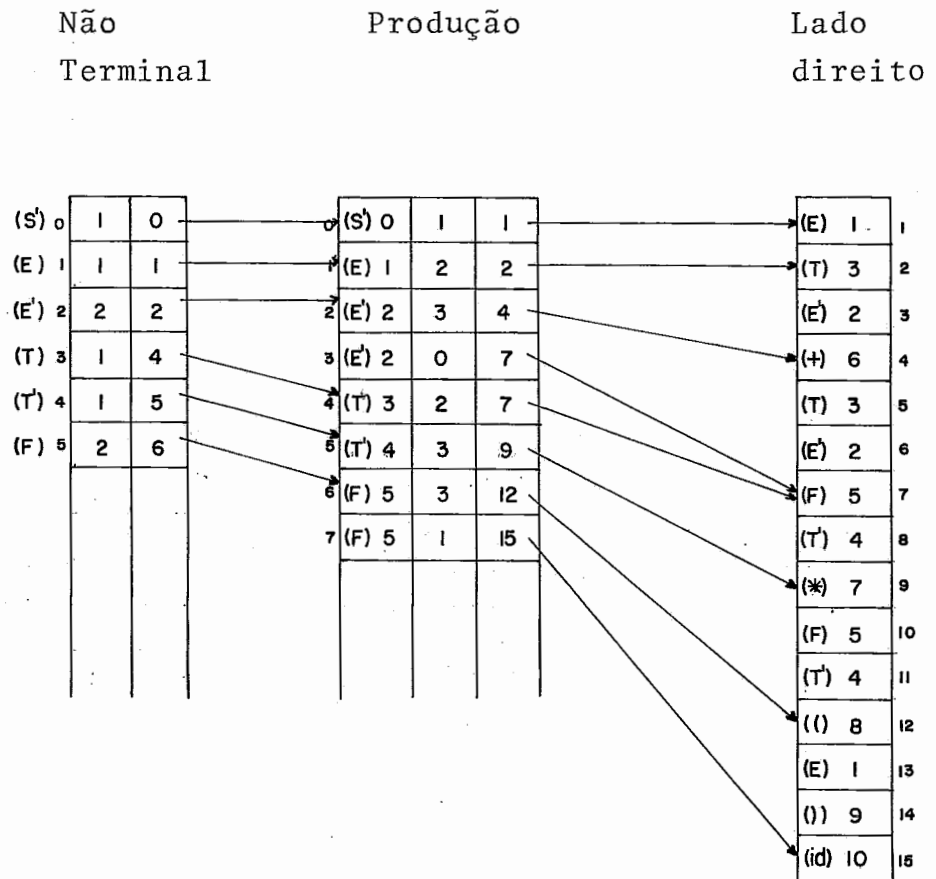 Não Terminal
Produção
Lado direito
(S') 0 1 0
(E) 1 1 1
(E') 2 2 2
(T) 3 1 4
(T') 4 1 5
(F) 5 2 6
0 (S') 0 1 1
1 (E) 1 2 2
2 (E') 2 3 4
3 (E') 2 0 7
4 (T) 3 2 7
5 (T') 4 3 9
6 (F) 5 3 12
7 (F) 5 1 15
(E) 1 1
(T) 3 2
(E') 2 3
(+) 6 4
(T) 3 5
(E') 2 6
(F) 5 7
(T') 4 8
(*) 7 9
(F) 5 10
(T') 4 11
(() 8 12
(E) 1 13
()) 9 14
(id) 10 15